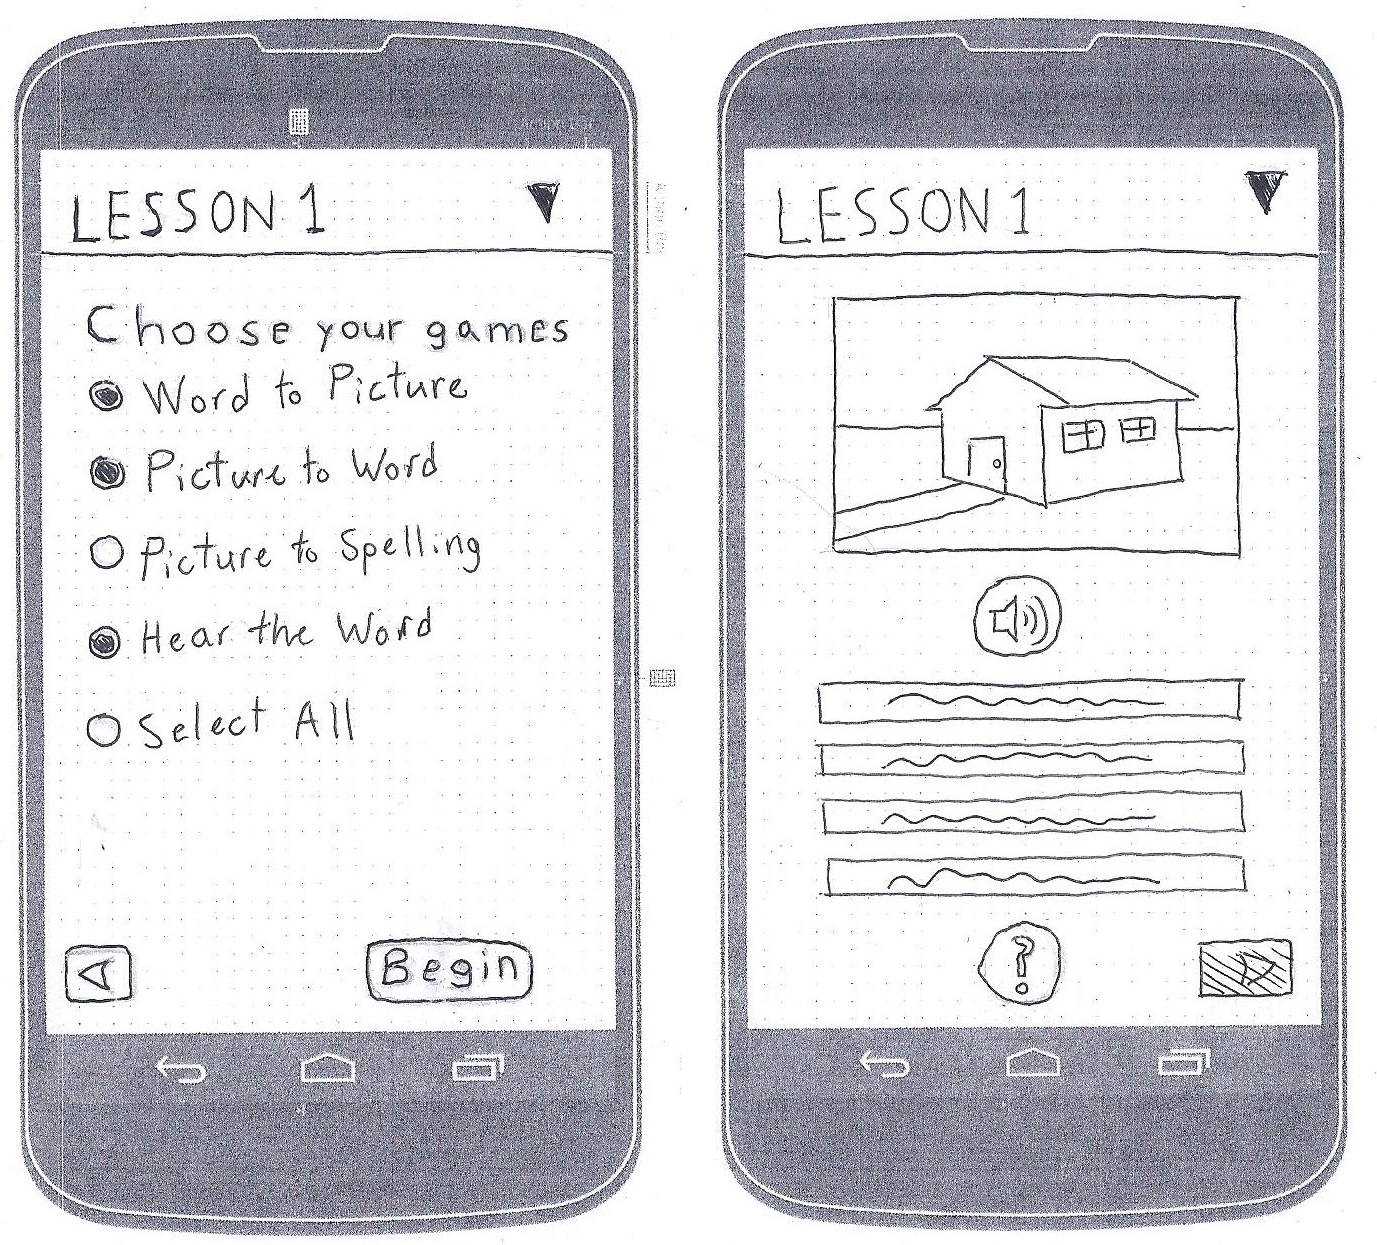 LESSON 1
Choose your games
Word to Picture
Picture to Word
Picture to Spelling
Hear the Word
Select All
Begin
LESSON 1
?